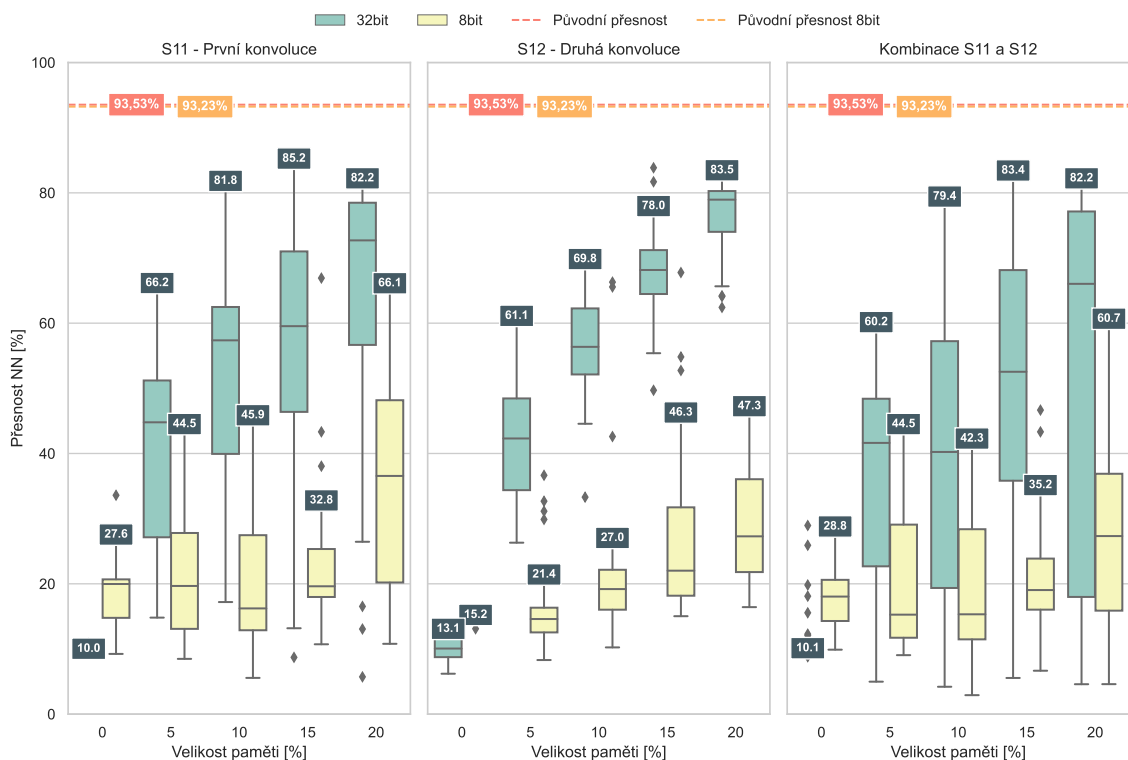 32bit 8bit Původní přesnost Původní přesnost 8bit
S11 - První konvoluce S12 - Druhá konvoluce Kombinace S11 a S12
Přesnost NN [%]
100
80
60
40
20
0
93,53% 93,23%
10.0 27.6 66.2 44.5 81.8 45.9 85.2 32.8 82.2 66.1
0 5 10 15 20
Velikost paměti [%]
93,53% 93,23%
13.1 15.2 61.1 21.4 69.8 27.0 78.0 46.3 83.5 47.3
0 5 10 15 20
Velikost paměti [%]
93,53% 93,23%
10.1 28.8 60.2 44.5 79.4 42.3 83.4 35.2 82.2 60.7
0 5 10 15 20
Velikost paměti [%]